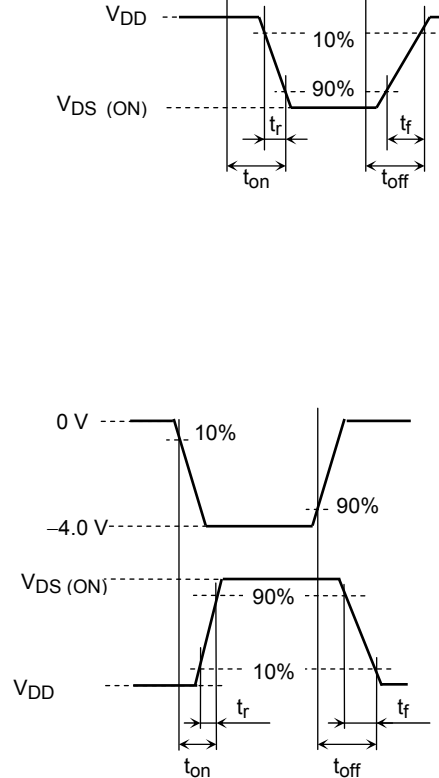 VDD
10%
90%
VDS (ON)
tr
tf
ton
toff
0 V
10%
−4.0 V
90%
VDS (ON)
90%
10%
VDD
tr
tf
ton
toff